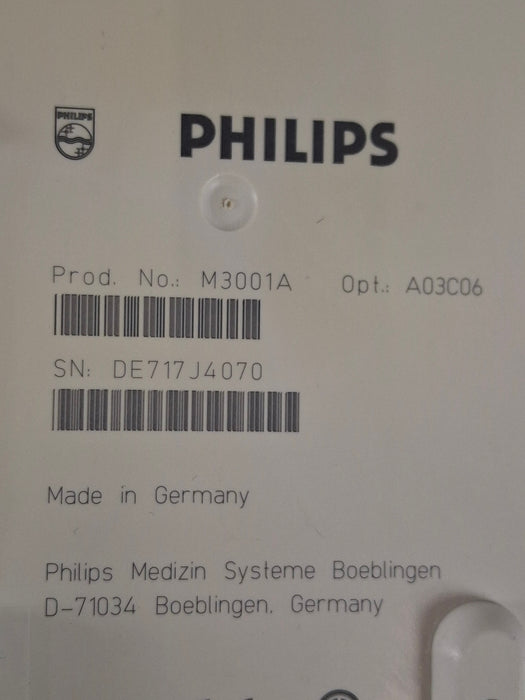 PHILIPS
PHILIPS
Prod. No.: M3001A Opt.: A03C06
SN: DE717J4070
Made in Germany
Philips Medizin Systeme Boeblingen
D-71034 Boeblingen. Germany